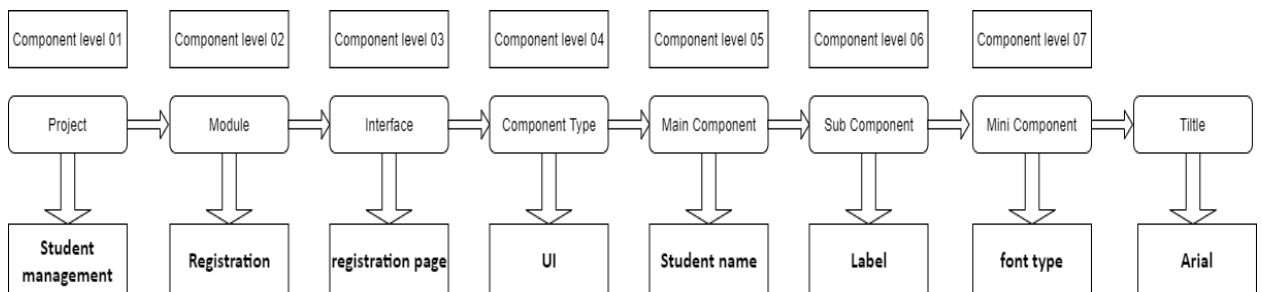 Component level 01
Component level 02
Component level 03
Component level 04
Component level 05
Component level 06
Component level 07
Project
Module
Interface
Component Type
Main Component
Sub Component
Mini Component
Tiltle
Student
management
Registration
registration page
UI
Student name
Label
font type
Arial